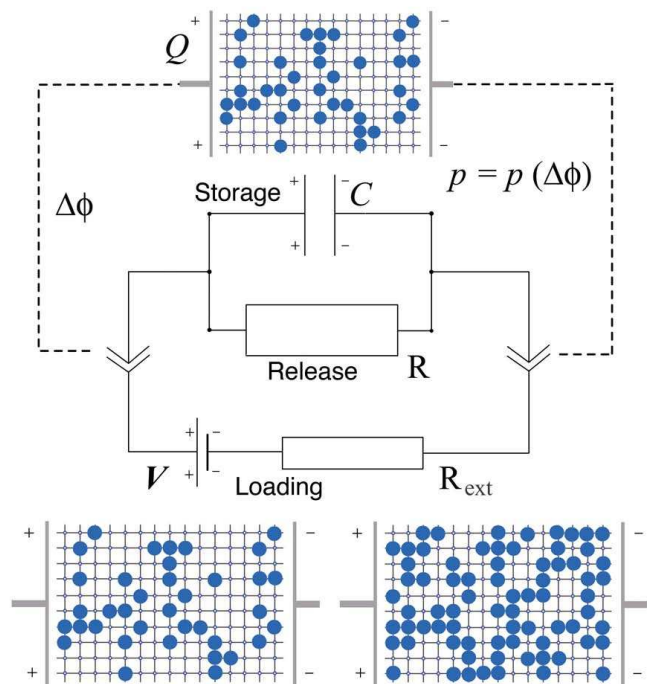 + −
Q
+ −
Storage + − C
p = p (Δϕ)
Δϕ
+ −
Release R
+ −
V + −
Loading R_ext
+ − + −
+ − + −